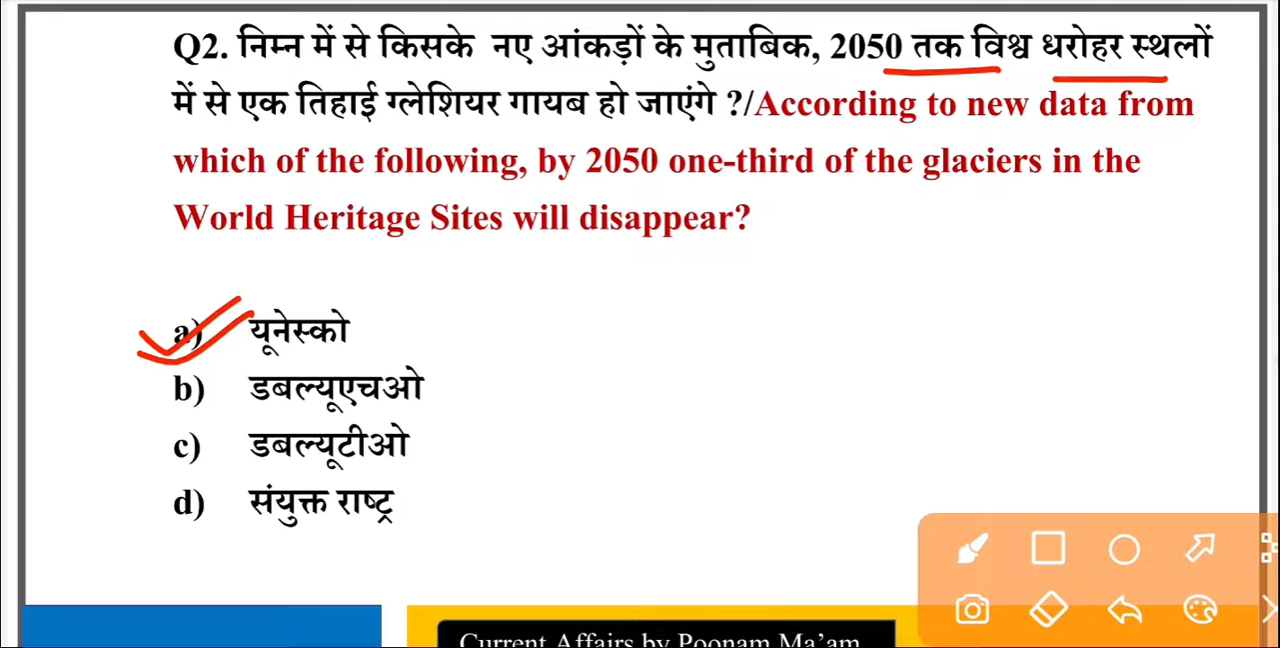 Q2. निम्न में से किसके नए आंकड़ों के मुताबिक, 2050 तक विश्व धरोहर स्थलों
में से एक तिहाई ग्लेशियर गायब हो जाएंगे ?/According to new data from
which of the following, by 2050 one-third of the glaciers in the
World Heritage Sites will disappear?
a) यूनेस्को
b) डबल्यूएचओ
c) डबल्यूटीओ
d) संयुक्त राष्ट्र
Current Affairs by Poonam Ma'am